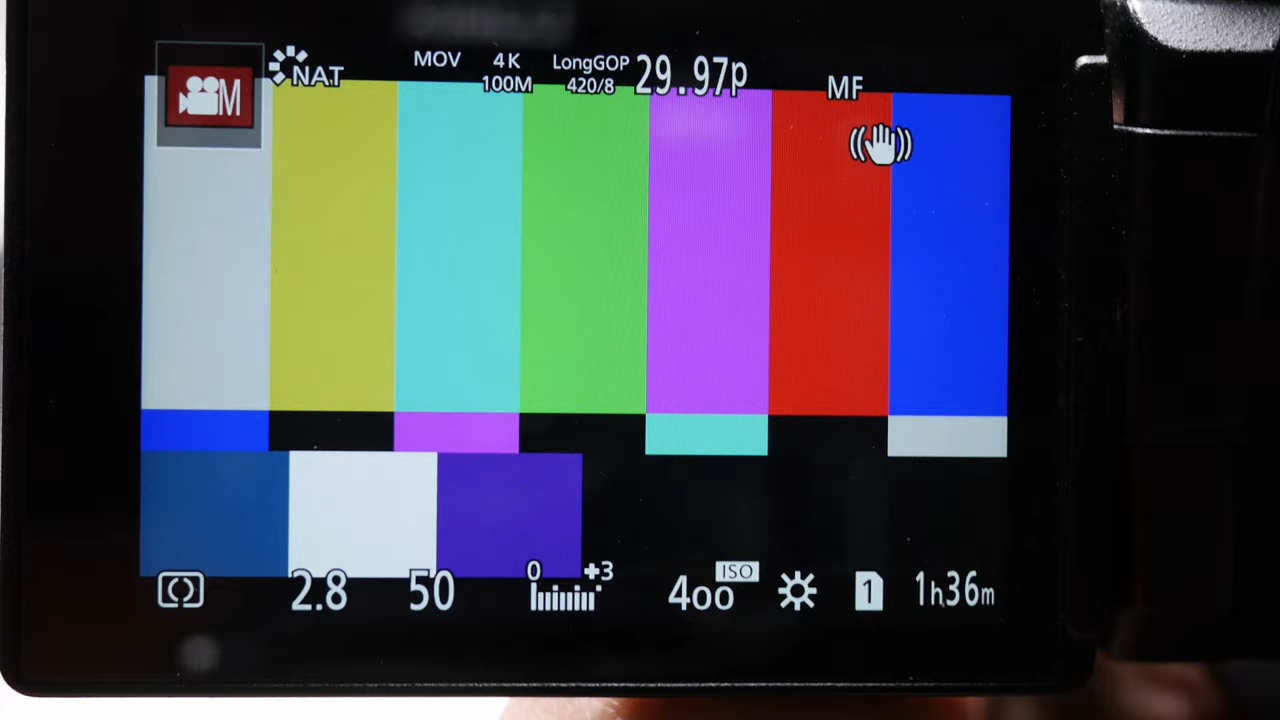 M
NAT
MOV
4K
100M
LongGOP
420/8
29.97p
MF
2.8
50
0
+3
400
ISO
1
1h36m